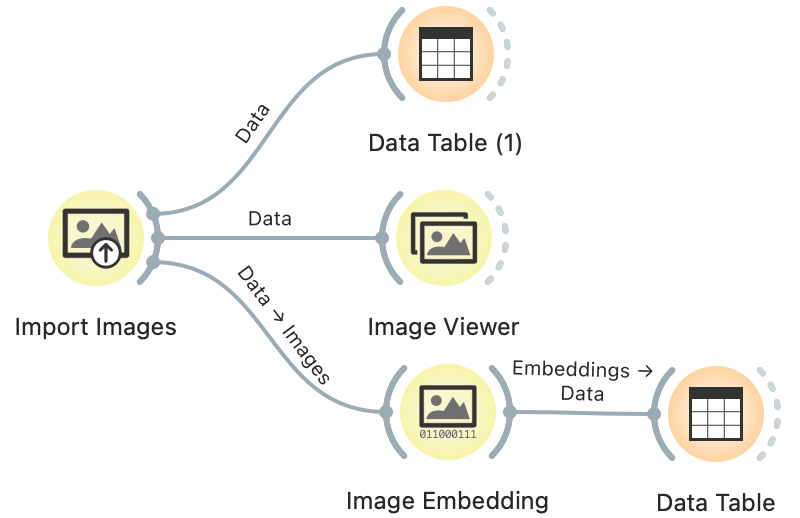 Data
Data Table (1)
Data
Import Images
Image Viewer
Data → Images
Embeddings →
Data
011000111
Image Embedding
Data Table